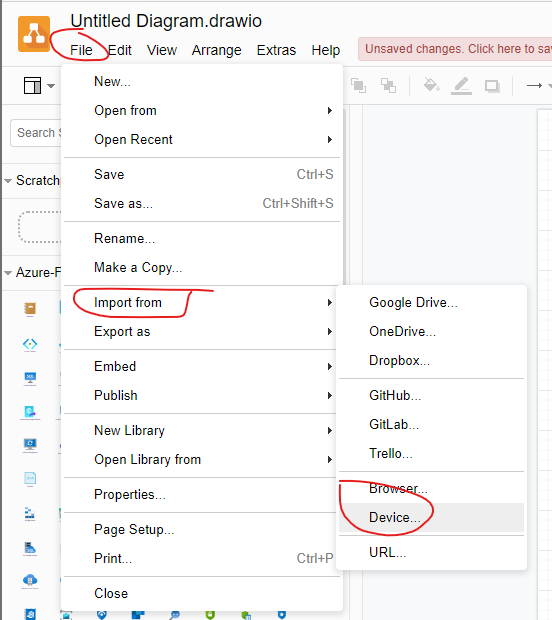 Untitled Diagram.drawio
File Edit View Arrange Extras Help
Unsaved changes. Click here to sav
Search S
Scratch
Azure-F
New...
Open from
Open Recent
Save Ctrl+S
Save as... Ctrl+Shift+S
Rename...
Make a Copy...
Import from
Export as
Embed
Publish
New Library
Open Library from
Properties...
Page Setup...
Print... Ctrl+P
Close
Google Drive...
OneDrive...
Dropbox...
GitHub...
GitLab...
Trello...
Browser...
Device...
URL...